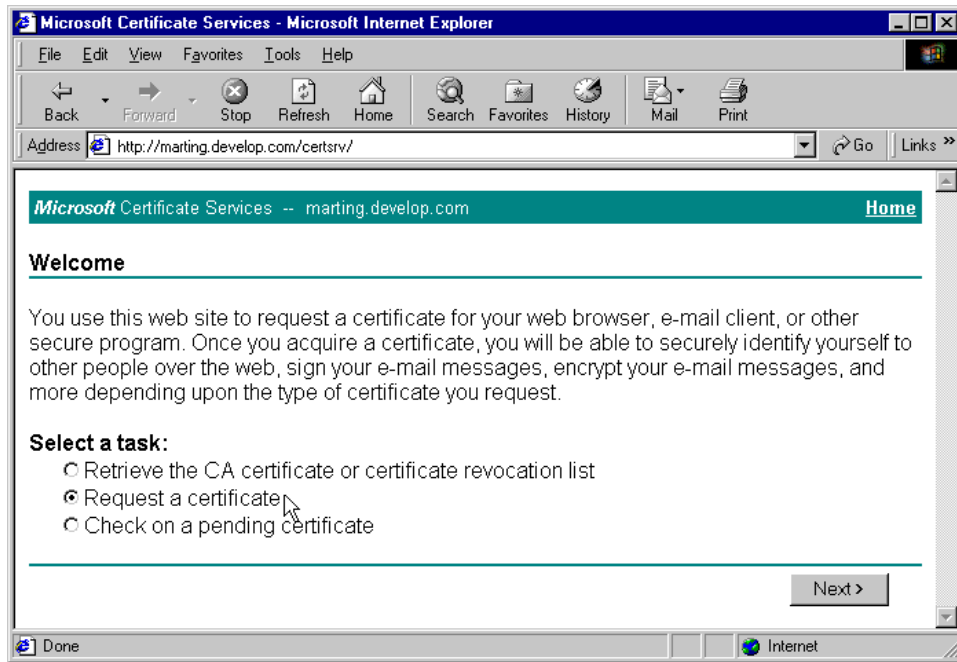 Microsoft Certificate Services - Microsoft Internet Explorer
File Edit View Favorites Tools Help
Back Forward Stop Refresh Home Search Favorites History Mail Print
Address http://marting.develop.com/certsrv/ Go Links »
Microsoft Certificate Services -- marting.develop.com Home
Welcome
You use this web site to request a certificate for your web browser, e-mail client, or other
secure program. Once you acquire a certificate, you will be able to securely identify yourself to
other people over the web, sign your e-mail messages, encrypt your e-mail messages, and
more depending upon the type of certificate you request.
Select a task:
Retrieve the CA certificate or certificate revocation list
Request a certificate
Check on a pending certificate
Next >
Done Internet